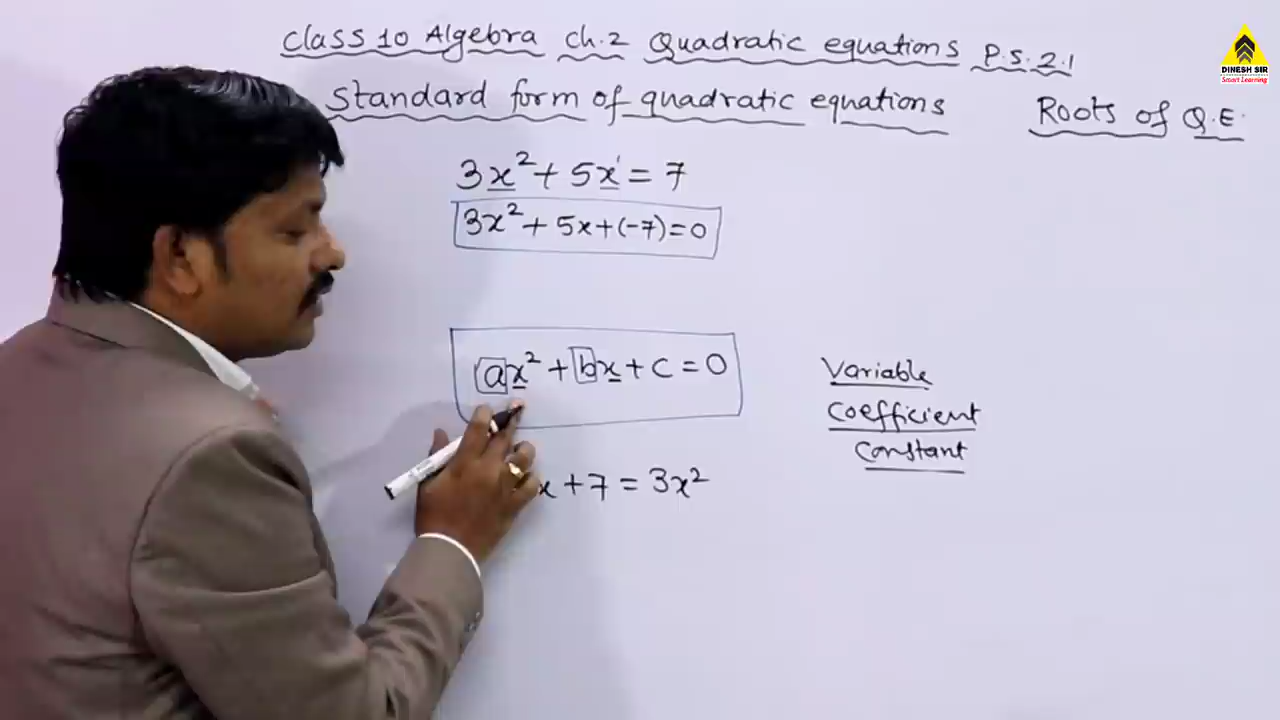 Class 10 Algebra Ch.2 Quadratic equations P.S.2.1
Standard form of quadratic equations
Roots of Q.E.
3x² + 5x¹ = 7
3x² + 5x + (-7) = 0
ax² + bx + c = 0
x + 7 = 3x²
Variable
Coefficient
Constant
DINESH SIR
Smart Learning